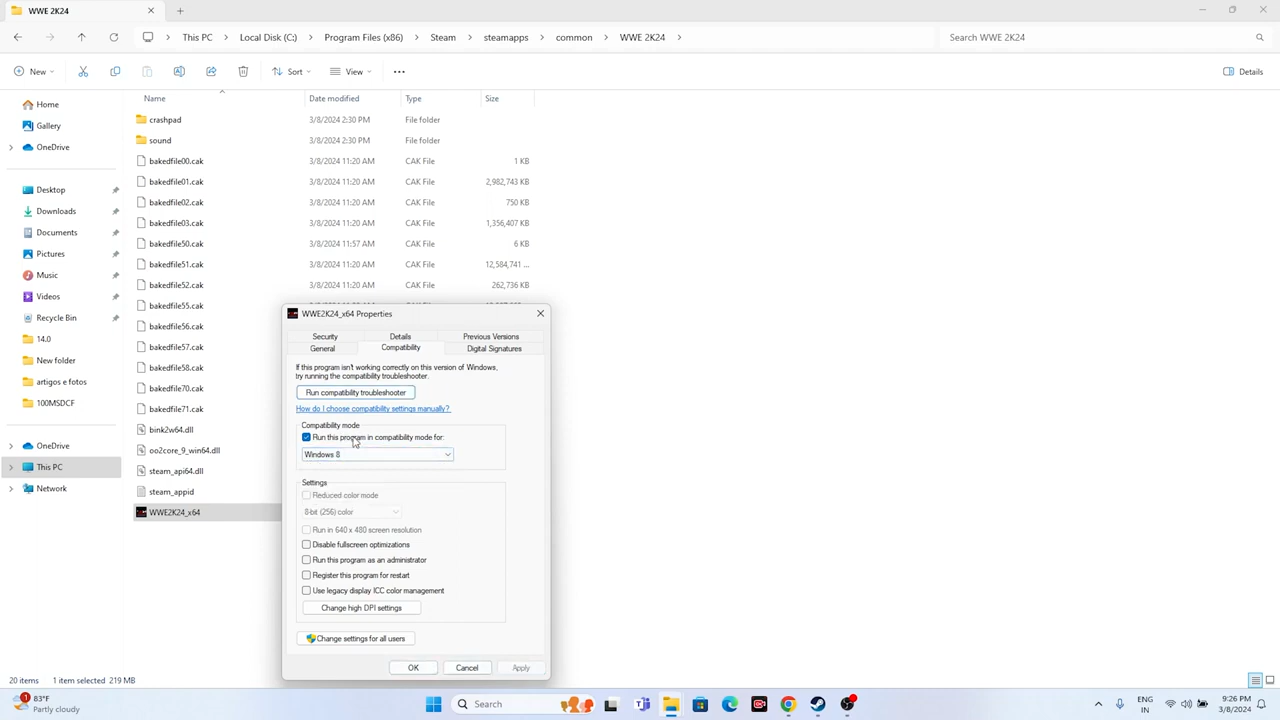 WWE 2K24
This PC > Local Disk (C:) > Program Files (x86) > Steam > steamapps > common > WWE 2K24 >
Search WWE 2K24
New
Sort
View
Details
Home
Gallery
OneDrive
Desktop
Downloads
Documents
Pictures
Music
Videos
Recycle Bin
14.0
New folder
artigos e fotos
100MSDCF
OneDrive
This PC
Network
Name Date modified Type Size
crashpad 3/8/2024 2:30 PM File folder
sound 3/8/2024 2:30 PM File folder
bakedfile00.cak 3/8/2024 11:20 AM CAK File 1 KB
bakedfile01.cak 3/8/2024 11:20 AM CAK File 2,982,743 KB
bakedfile02.cak 3/8/2024 11:20 AM CAK File 750 KB
bakedfile03.cak 3/8/2024 11:20 AM CAK File 1,356,407 KB
bakedfile50.cak 3/8/2024 11:57 AM CAK File 6 KB
bakedfile51.cak 3/8/2024 11:20 AM CAK File 12,584,741 ...
bakedfile52.cak 3/8/2024 11:20 AM CAK File 262,736 KB
bakedfile55.cak
bakedfile56.cak
bakedfile57.cak
bakedfile58.cak
bakedfile70.cak
bakedfile71.cak
bink2w64.dll
oo2core_9_win64.dll
steam_api64.dll
steam_appid
WWE2K24_x64
WWE2K24_x64 Properties
Security Details Previous Versions
General Compatibility Digital Signatures
If this program isn't working correctly on this version of Windows,
try running the compatibility troubleshooter.
Run compatibility troubleshooter
How do I choose compatibility settings manually?
Compatibility mode
Run this program in compatibility mode for:
Windows 8
Settings
Reduced color mode
8-bit (256) color
Run in 640 x 480 screen resolution
Disable fullscreen optimizations
Run this program as an administrator
Register this program for restart
Use legacy display ICC color management
Change high DPI settings
Change settings for all users
OK Cancel Apply
20 items 1 item selected 219 MB
1
83°F
Partly cloudy
Search
ENG
IN
9:26 PM
3/8/2024